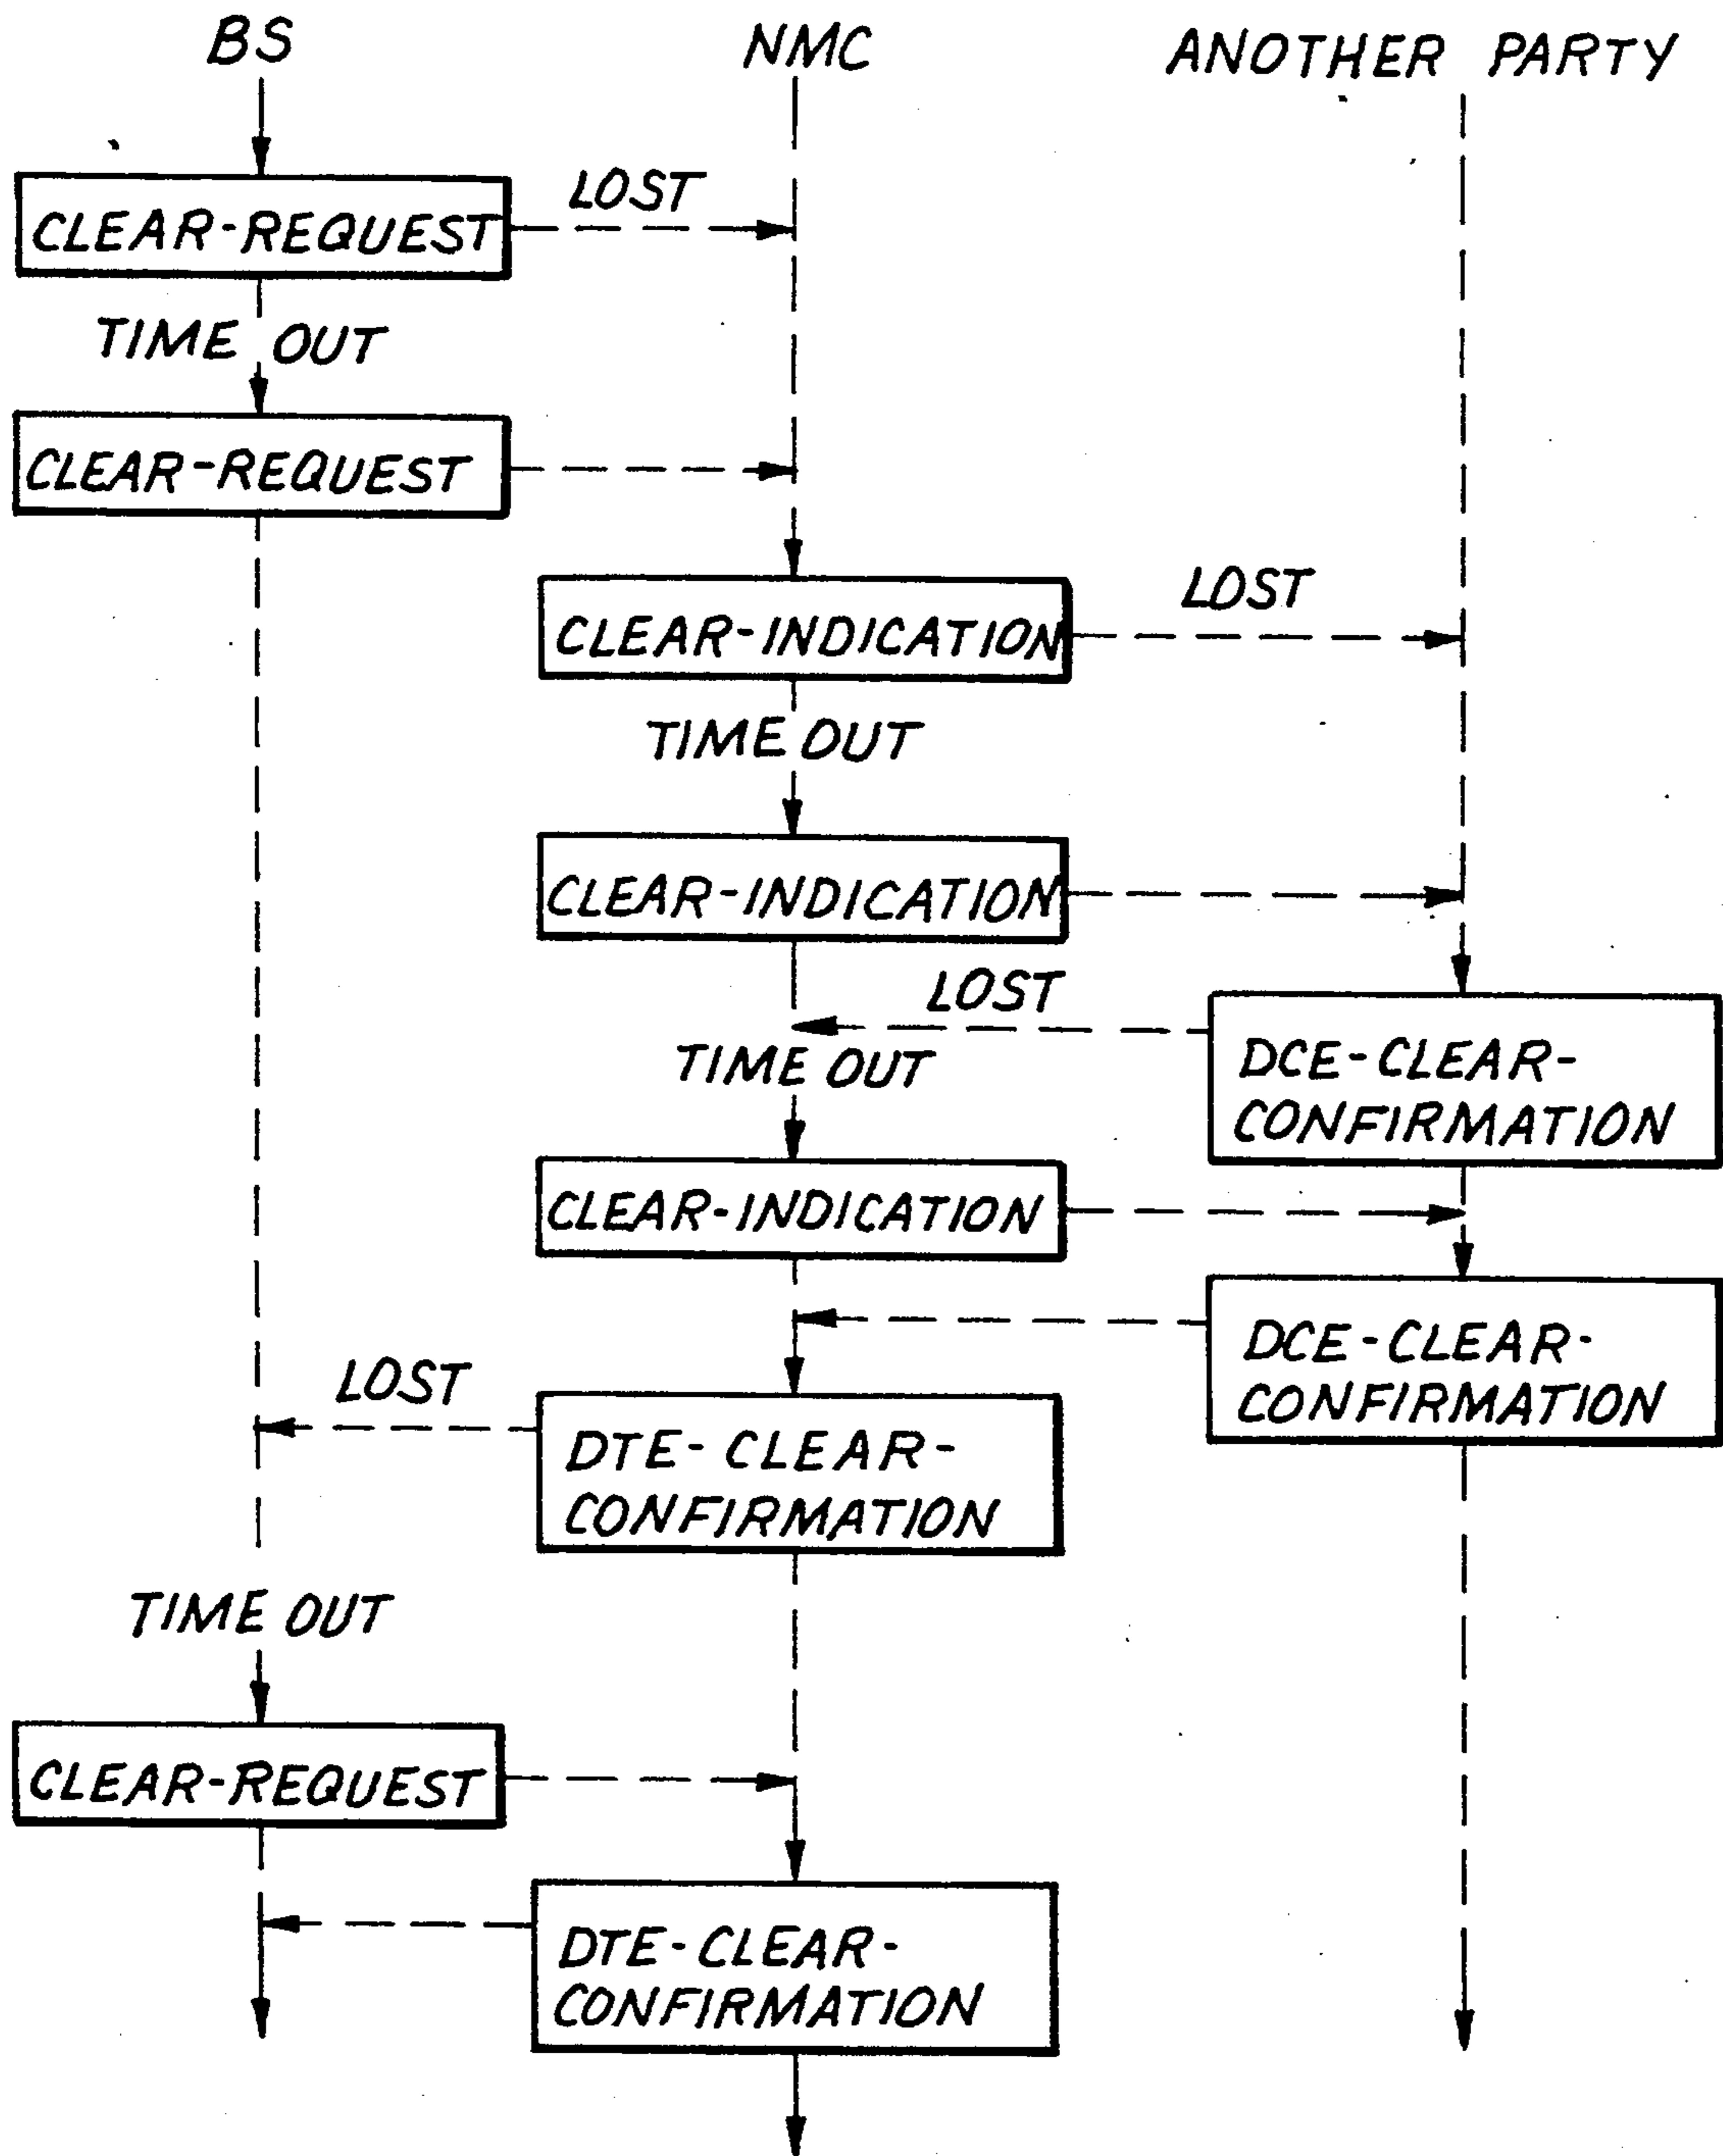 BS
NMC
ANOTHER PARTY
LOST
CLEAR-REQUEST
TIME OUT
CLEAR-REQUEST
LOST
CLEAR-INDICATION
TIME OUT
CLEAR-INDICATION
LOST
DCE-CLEAR-
CONFIRMATION
TIME OUT
CLEAR-INDICATION
DCE-CLEAR-
CONFIRMATION
LOST
DTE-CLEAR-
CONFIRMATION
TIME OUT
CLEAR-REQUEST
DTE-CLEAR-
CONFIRMATION